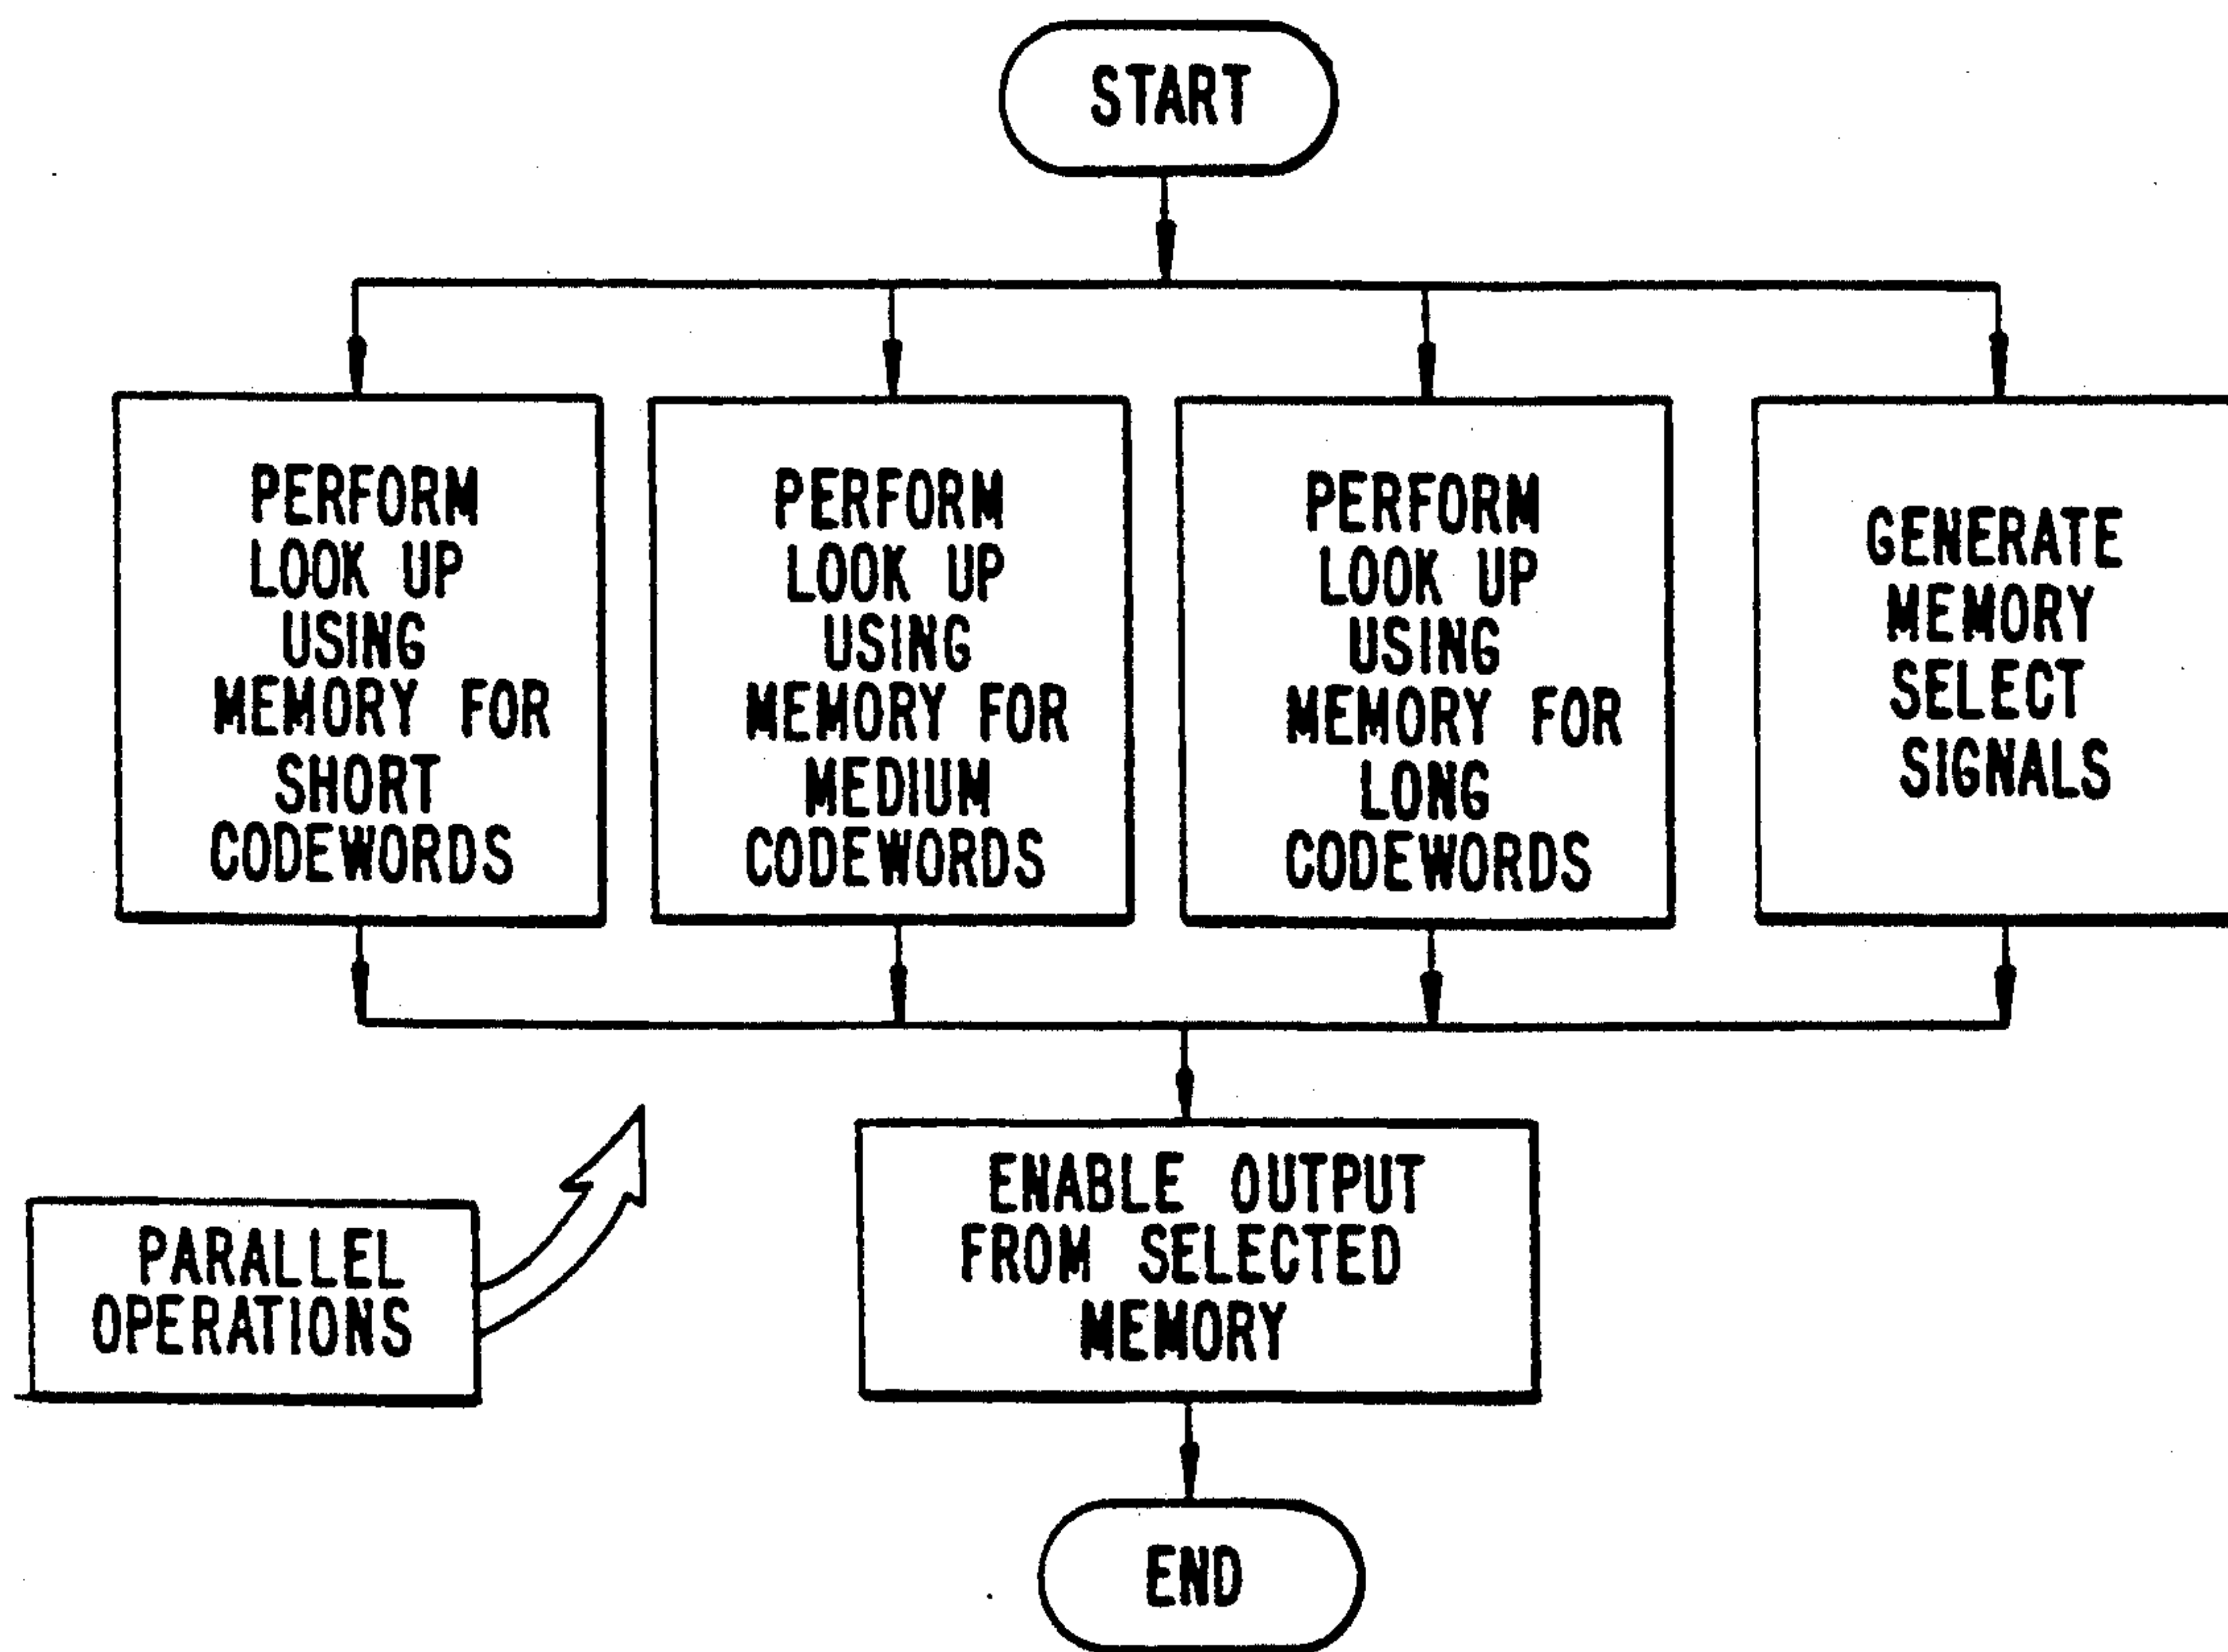 START
PERFORM
LOOK UP
USING
MEMORY FOR
SHORT
CODEWORDS
PERFORM
LOOK UP
USING
MEMORY FOR
MEDIUM
CODEWORDS
PERFORM
LOOK UP
USING
MEMORY FOR
LONG
CODEWORDS
GENERATE
MEMORY
SELECT
SIGNALS
PARALLEL
OPERATIONS
ENABLE OUTPUT
FROM SELECTED
MEMORY
END